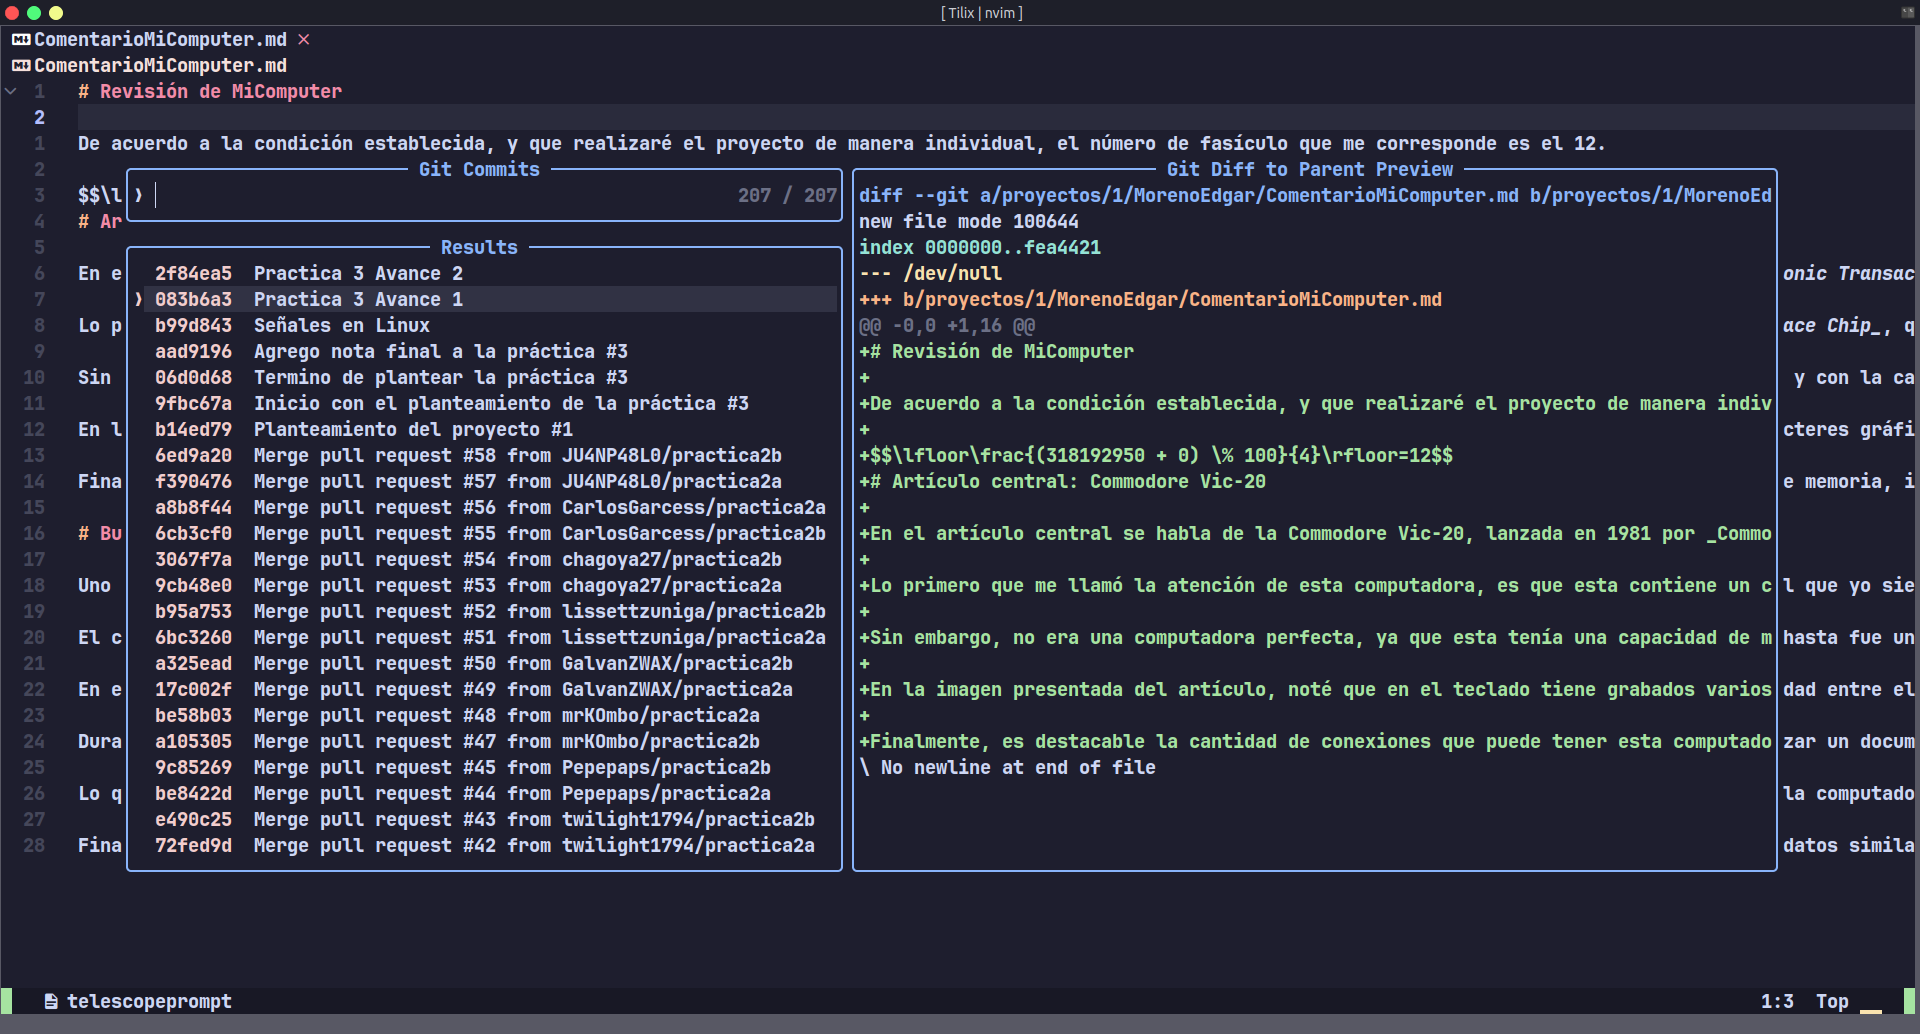 [ Tilix | nvim ]
ComentarioMiComputer.md ×
ComentarioMiComputer.md
1 # Revisión de MiComputer
2
1 De acuerdo a la condición establecida, y que realizaré el proyecto de manera individual, el número de fasículo que me corresponde es el 12.
2
3 $$\l
4 # Ar
5
6 En e onic Transac
7
8 Lo p ace Chip_, q
9
10 Sin y con la ca
11
12 En l cteres gráfi
13
14 Fina e memoria, i
15
16 # Bu
17
18 Uno l que yo sie
19
20 El c hasta fue un
21
22 En e dad entre el
23
24 Dura zar un docum
25
26 Lo q la computado
27
28 Fina datos simila
Git Commits
207 / 207
Results
2f84ea5 Practica 3 Avance 2
083b6a3 Practica 3 Avance 1
b99d843 Señales en Linux
aad9196 Agrego nota final a la práctica #3
06d0d68 Termino de plantear la práctica #3
9fbc67a Inicio con el planteamiento de la práctica #3
b14ed79 Planteamiento del proyecto #1
6ed9a20 Merge pull request #58 from JU4NP48L0/practica2b
f390476 Merge pull request #57 from JU4NP48L0/practica2a
a8b8f44 Merge pull request #56 from CarlosGarcess/practica2a
6cb3cf0 Merge pull request #55 from CarlosGarcess/practica2b
3067f7a Merge pull request #54 from chagoya27/practica2b
9cb48e0 Merge pull request #53 from chagoya27/practica2a
b95a753 Merge pull request #52 from lissettzuniga/practica2b
6bc3260 Merge pull request #51 from lissettzuniga/practica2a
a325ead Merge pull request #50 from GalvanZWAX/practica2b
17c002f Merge pull request #49 from GalvanZWAX/practica2a
be58b03 Merge pull request #48 from mrKOmbo/practica2a
a105305 Merge pull request #47 from mrKOmbo/practica2b
9c85269 Merge pull request #45 from Pepepaps/practica2b
be8422d Merge pull request #44 from Pepepaps/practica2a
e490c25 Merge pull request #43 from twilight1794/practica2b
72fed9d Merge pull request #42 from twilight1794/practica2a
Git Diff to Parent Preview
diff --git a/proyectos/1/MorenoEdgar/ComentarioMiComputer.md b/proyectos/1/MorenoEd
new file mode 100644
index 0000000..fea4421
--- /dev/null
+++ b/proyectos/1/MorenoEdgar/ComentarioMiComputer.md
@@ -0,0 +1,16 @@
+# Revisión de MiComputer
+
+De acuerdo a la condición establecida, y que realizaré el proyecto de manera indiv
+
+$$\lfloor\frac{(318192950 + 0) \% 100}{4}\rfloor=12$$
+# Artículo central: Commodore Vic-20
+
+En el artículo central se habla de la Commodore Vic-20, lanzada en 1981 por _Commo
+
+Lo primero que me llamó la atención de esta computadora, es que esta contiene un c
+
+Sin embargo, no era una computadora perfecta, ya que esta tenía una capacidad de m
+
+En la imagen presentada del artículo, noté que en el teclado tiene grabados varios
+
+Finalmente, es destacable la cantidad de conexiones que puede tener esta computado
\ No newline at end of file
telescopeprompt
1:3 Top